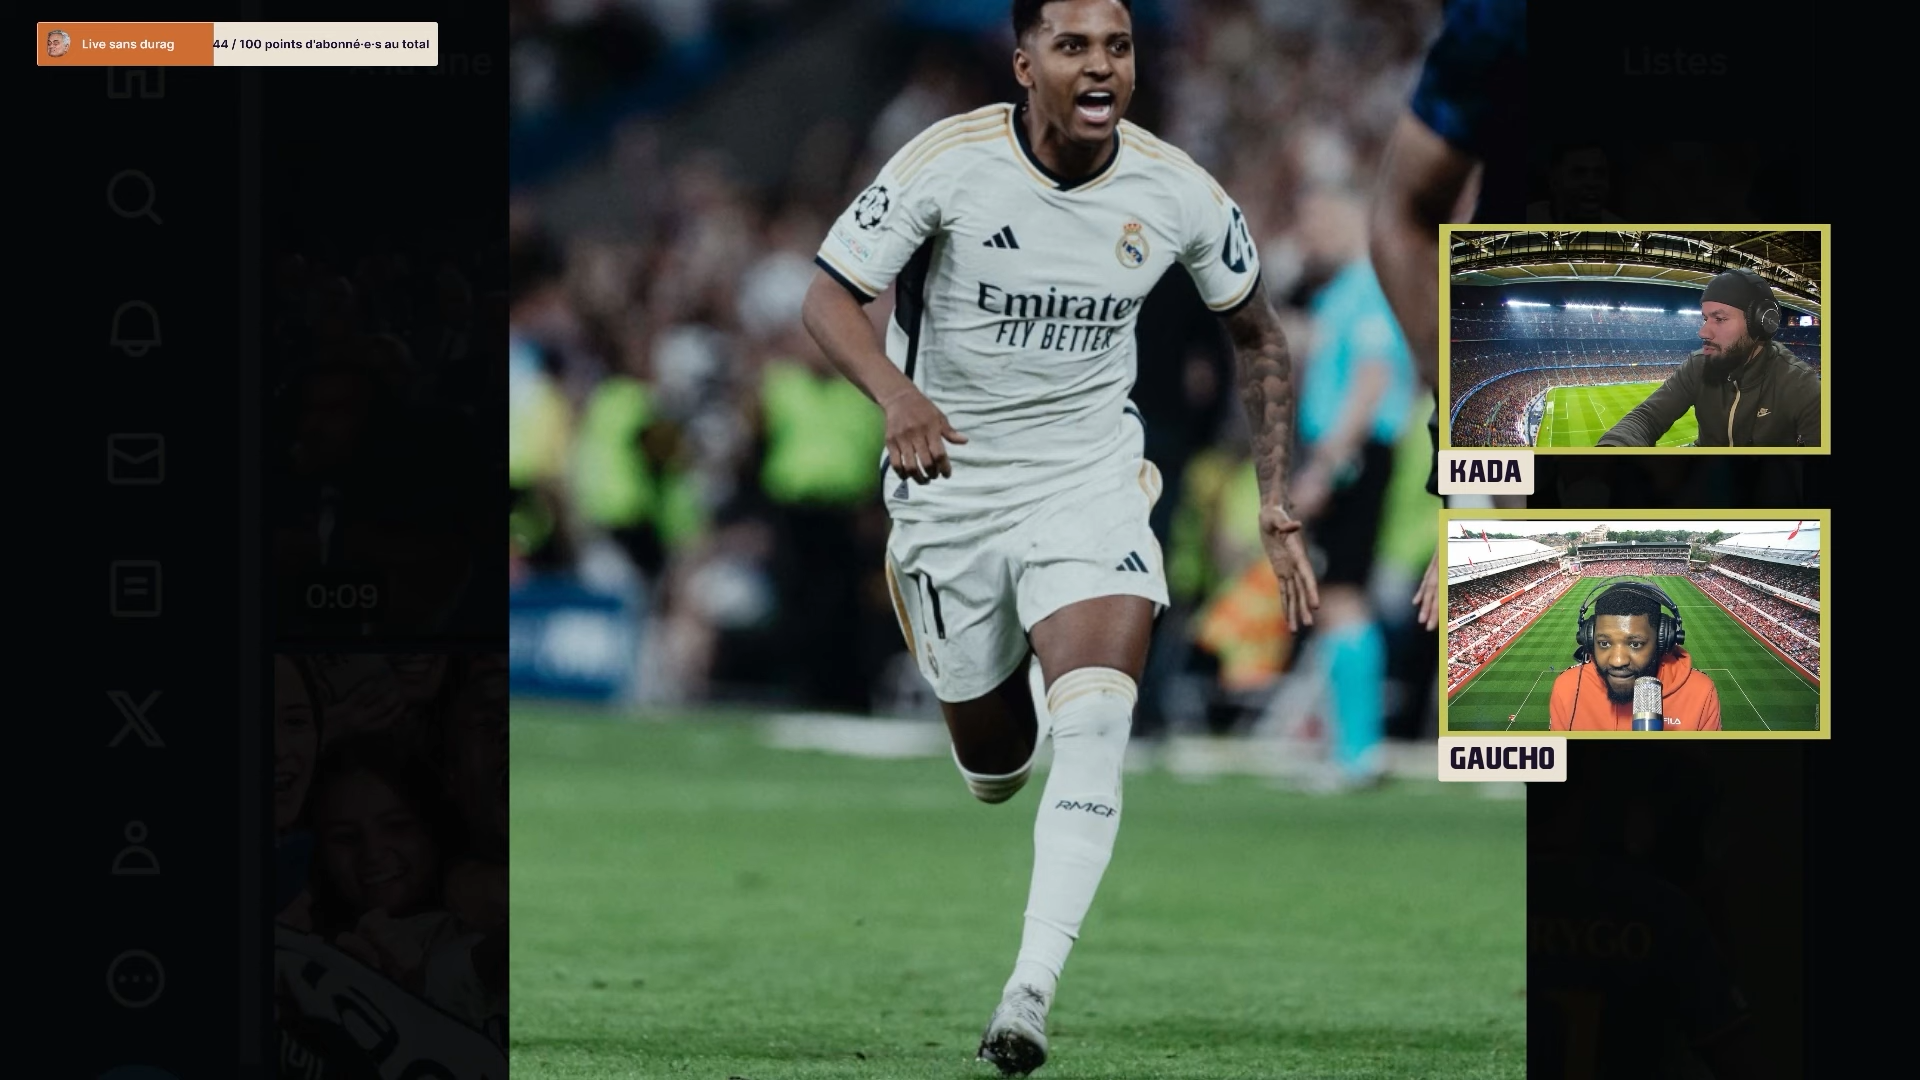 Live sans durag
44 / 100 points d'abonné·e·s au total
Listes
Emirates
FLY BETTER
11
0:09
RMCF
KADA
FILA
GAUCHO